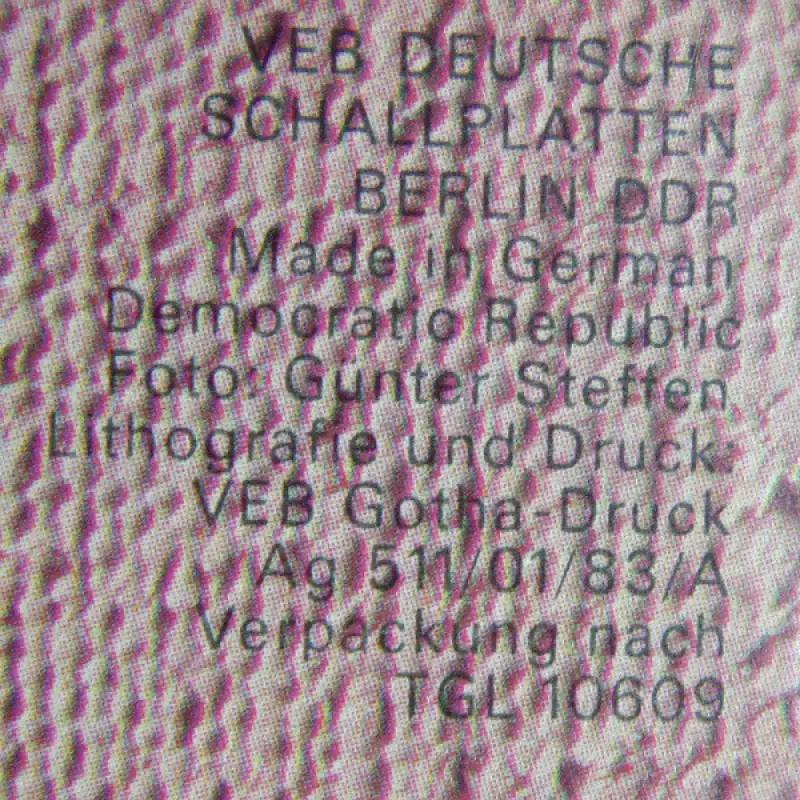 VEB DEUTSCHE
SCHALLPLATTEN
BERLIN DDR
Made in German
Democratic Republic
Foto: Günter Steffen
Lithografie und Druck:
VEB Gotha-Druck
Ag 511/01/83/A
Verpackung nach
TGL 10609